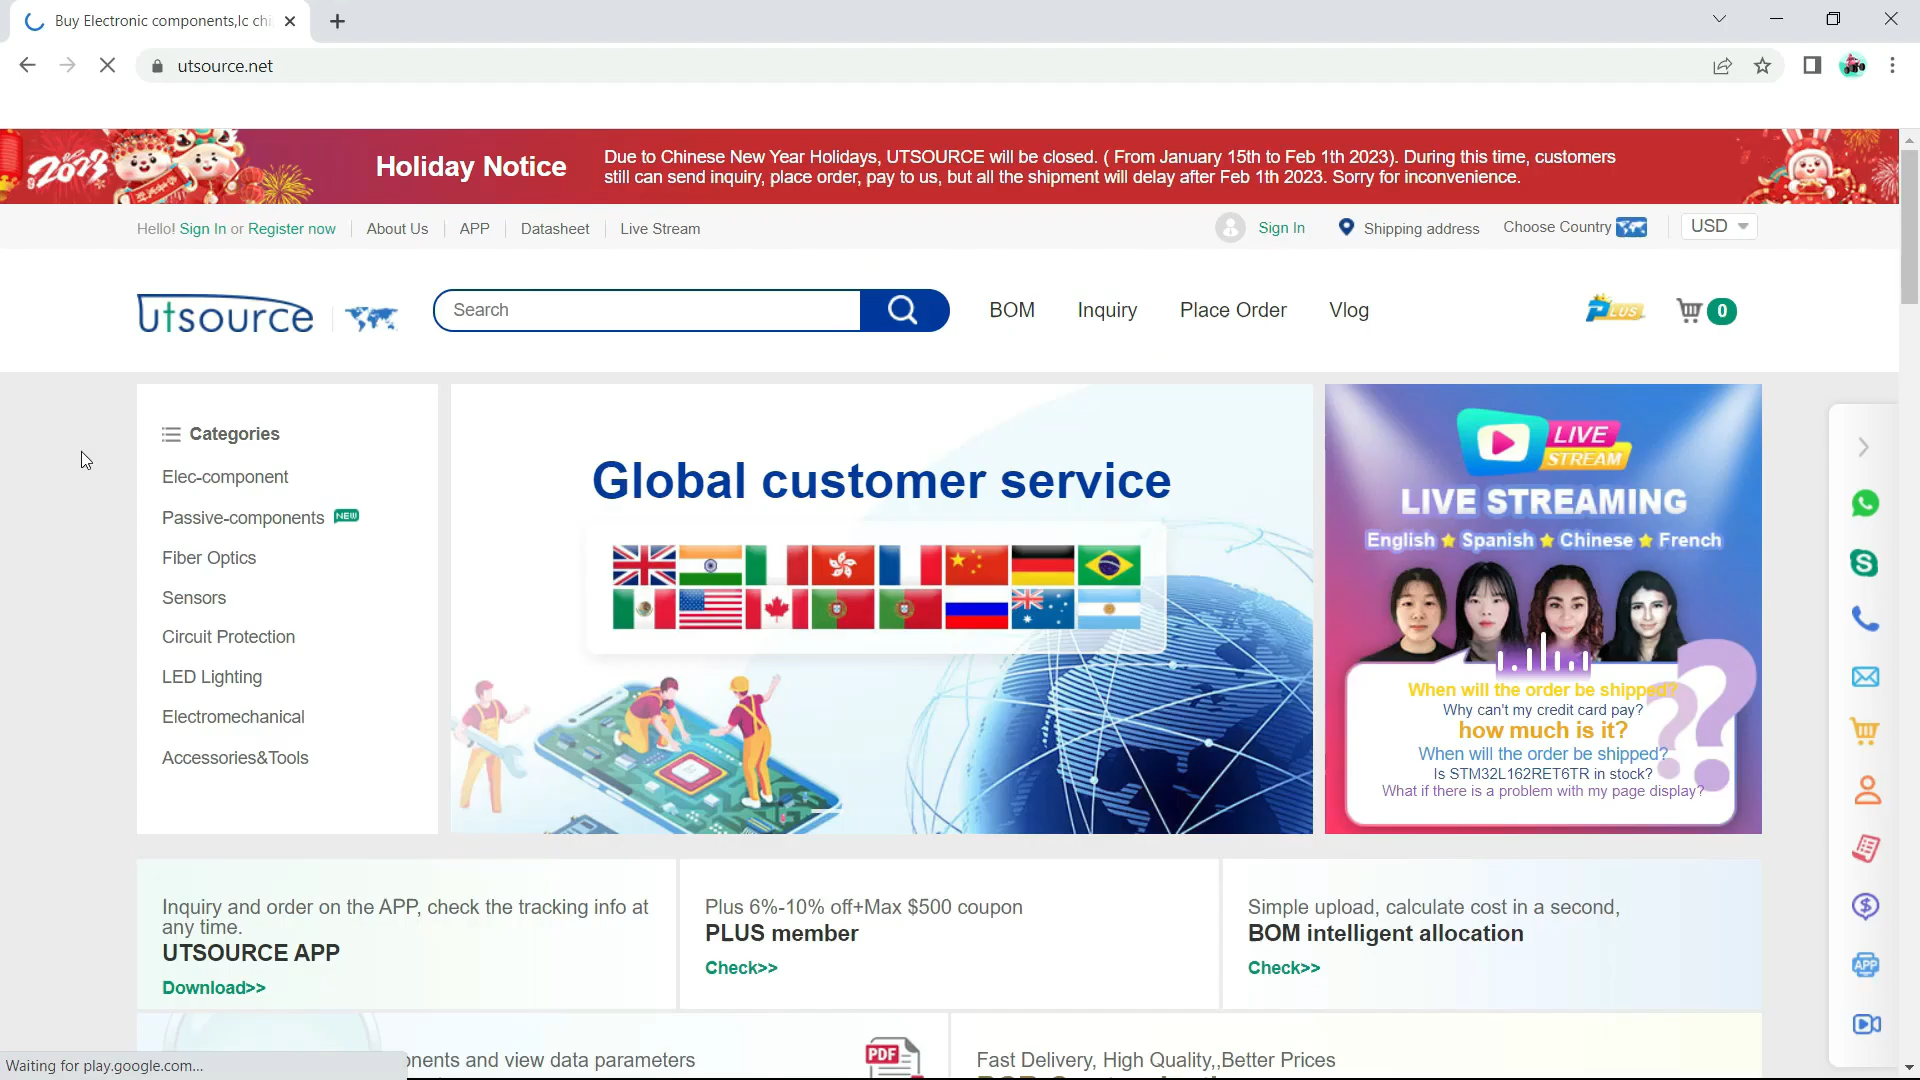 Buy Electronic components,Ic chi
utsource.net
2023
Holiday Notice
Due to Chinese New Year Holidays, UTSOURCE will be closed. ( From January 15th to Feb 1th 2023). During this time, customers
still can send inquiry, place order, pay to us, but all the shipment will delay after Feb 1th 2023. Sorry for inconvenience.
Hello! Sign In or Register now
About Us
APP
Datasheet
Live Stream
Sign In
Shipping address
Choose Country
USD
utsource
Search
BOM
Inquiry
Place Order
Vlog
PLUS
0
Categories
Elec-component
Passive-components NEW
Fiber Optics
Sensors
Circuit Protection
LED Lighting
Electromechanical
Accessories&Tools
Global customer service
LIVE
STREAM
LIVE STREAMING
English ⭐ Spanish ⭐ Chinese ⭐ French
When will the order be shipped?
Why can't my credit card pay?
how much is it?
When will the order be shipped?
Is STM32L162RET6TR in stock?
What if there is a problem with my page display?
Inquiry and order on the APP, check the tracking info at
any time.
UTSOURCE APP
Download>>
Plus 6%-10% off+Max $500 coupon
PLUS member
Check>>
Simple upload, calculate cost in a second,
BOM intelligent allocation
Check>>
APP
nents and view data parameters
PDF
Fast Delivery, High Quality,,Better Prices
Waiting for play.google.com...